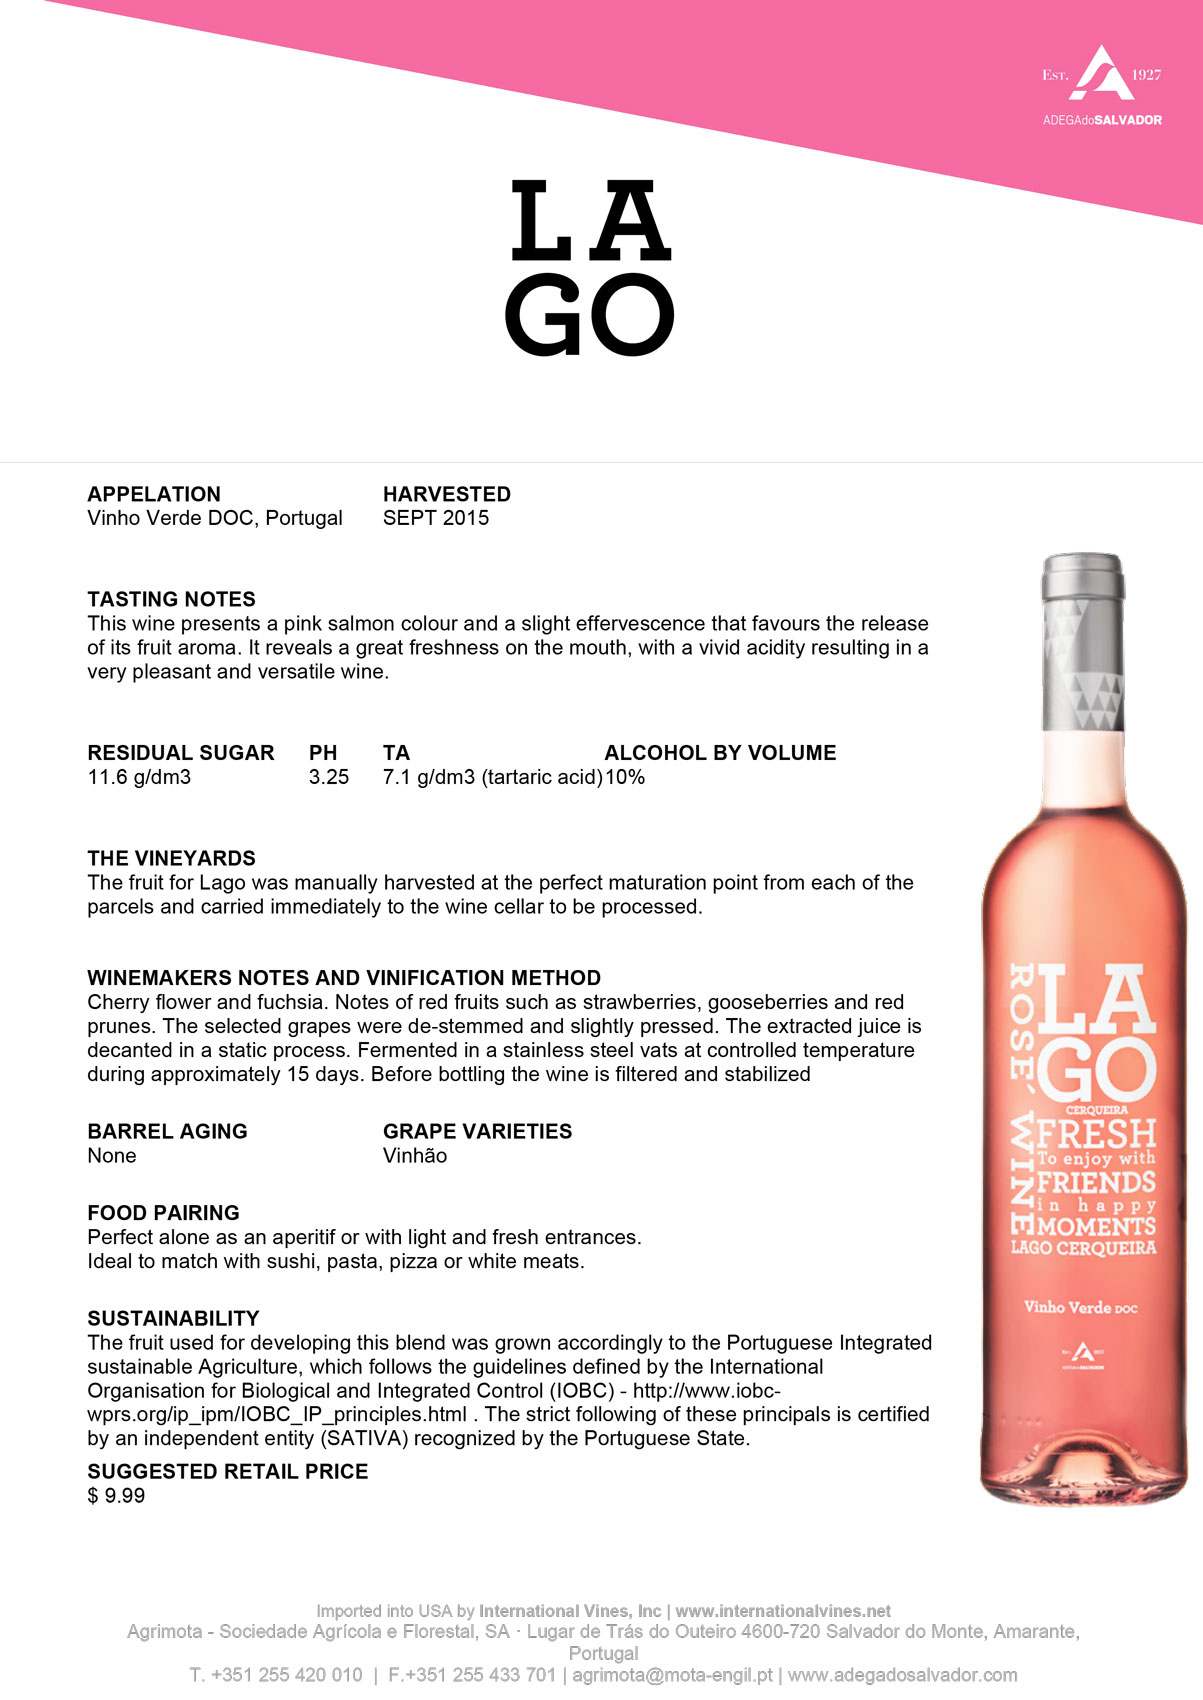 EST. 1927
ADEGAdoSALVADOR
LA
GO
APPELATION HARVESTED
Vinho Verde DOC, Portugal SEPT 2015
TASTING NOTES
This wine presents a pink salmon colour and a slight effervescence that favours the release
of its fruit aroma. It reveals a great freshness on the mouth, with a vivid acidity resulting in a
very pleasant and versatile wine.
RESIDUAL SUGAR PH TA ALCOHOL BY VOLUME
11.6 g/dm3 3.25 7.1 g/dm3 (tartaric acid) 10%
THE VINEYARDS
The fruit for Lago was manually harvested at the perfect maturation point from each of the
parcels and carried immediately to the wine cellar to be processed.
WINEMAKERS NOTES AND VINIFICATION METHOD
Cherry flower and fuchsia. Notes of red fruits such as strawberries, gooseberries and red
prunes. The selected grapes were de-stemmed and slightly pressed. The extracted juice is
decanted in a static process. Fermented in a stainless steel vats at controlled temperature
during approximately 15 days. Before bottling the wine is filtered and stabilized
BARREL AGING GRAPE VARIETIES
None Vinhão
FOOD PAIRING
Perfect alone as an aperitif or with light and fresh entrances.
Ideal to match with sushi, pasta, pizza or white meats.
SUSTAINABILITY
The fruit used for developing this blend was grown accordingly to the Portuguese Integrated
sustainable Agriculture, which follows the guidelines defined by the International
Organisation for Biological and Integrated Control (IOBC) - http://www.iobc-
wprs.org/ip_ipm/IOBC_IP_principles.html . The strict following of these principals is certified
by an independent entity (SATIVA) recognized by the Portuguese State.
SUGGESTED RETAIL PRICE
$ 9.99
ROSE´ WINE
LA
GO
CERQUEIRA
FRESH
To enjoy with
FRIENDS
in happy
MOMENTS
LAGO CERQUEIRA
Vinho Verde DOC
Est. 1927
ADEGAdoSALVADOR
Imported into USA by International Vines, Inc | www.internationalvines.net
Agrimota - Sociedade Agrícola e Florestal, SA · Lugar de Trás do Outeiro 4600-720 Salvador do Monte, Amarante,
Portugal
T. +351 255 420 010 | F.+351 255 433 701 | agrimota@mota-engil.pt | www.adegadosalvador.com